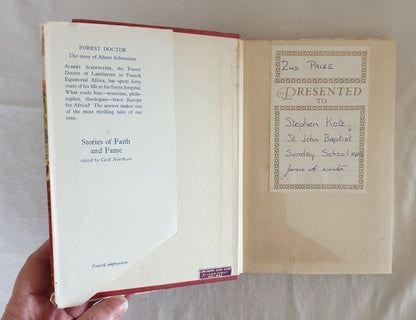 FOREST DOCTOR
The story of Albert Schweitzer
ALBERT SCHWEITZER, the Forest
Doctor of Lambarene in French
Equatorial Africa, has spent forty
years of his life in his forest hospital.
What made him—musician, philo-
sopher, theologian—leave Europe
for Africa? The answer makes one
of the most thrilling tales of our
time.
Stories of Faith
and Fame
edited by Cecil Northcott
Fourth impression
2ND PRIZE
PRESENTED
TO
Stephen Kotz
St John Baptist
Sunday School